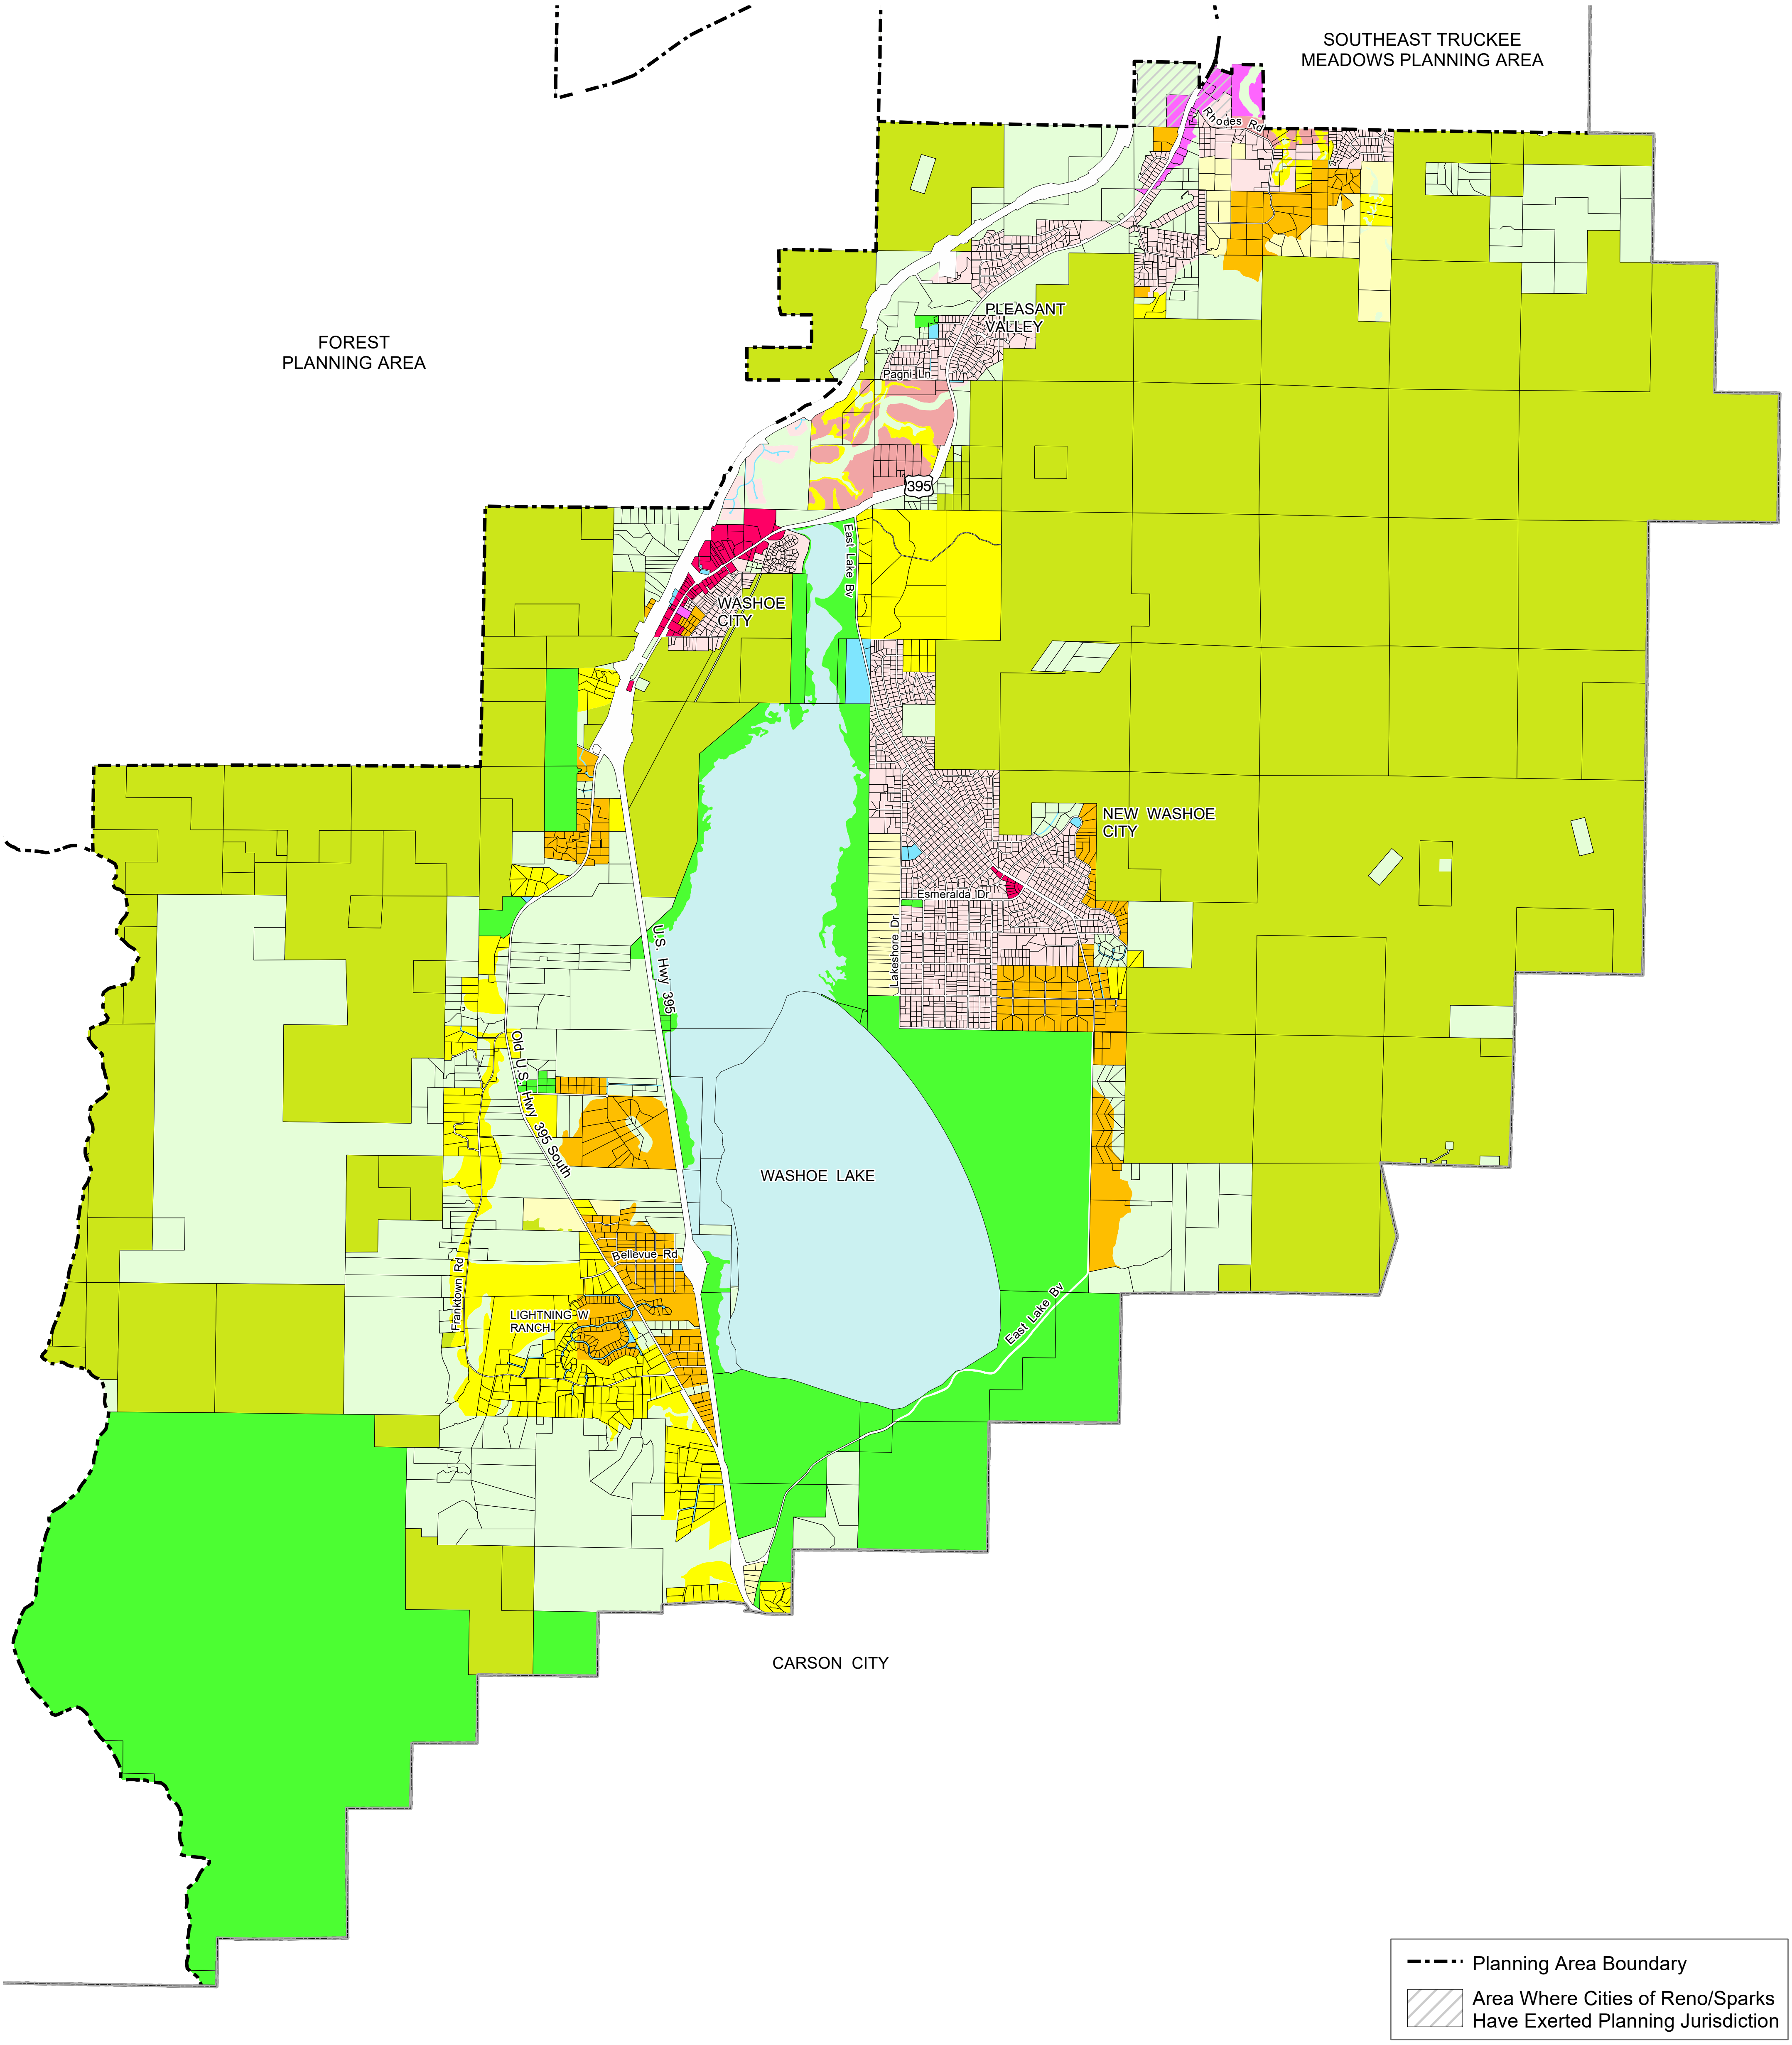 SOUTHEAST TRUCKEE
MEADOWS PLANNING AREA
Rhodes Rd
FOREST
PLANNING AREA
PLEASANT
VALLEY
Pagni Ln
395
East Lake Bv
WASHOE
CITY
NEW WASHOE
CITY
Esmeralda Dr
Lakeshore Dr
U.S. Hwy 395
Old U.S. Hwy 395 South
WASHOE LAKE
Bellevue Rd
Franktown Rd
LIGHTNING W
RANCH
East Lake Bv
CARSON CITY
Planning Area Boundary
Area Where Cities of Reno/Sparks
Have Exerted Planning Jurisdiction